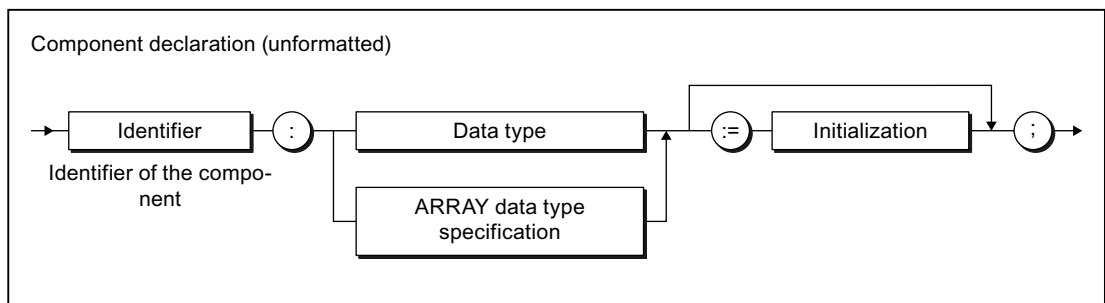 Component declaration (unformatted)
Identifier
:
Data type
:=
Initialization
;
Identifier of the compo-
nent
ARRAY data type
specification